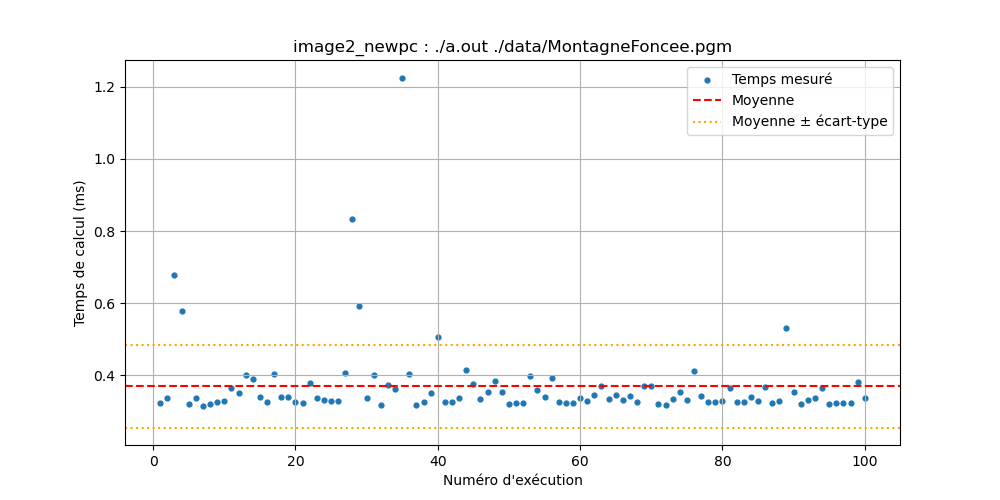 image2_newpc : ./a.out ./data/MontagneFoncee.pgm
Temps mesuré
Moyenne
Moyenne ± écart-type
Temps de calcul (ms)
1.2
1.0
0.8
0.6
0.4
0 20 40 60 80 100
Numéro d'exécution